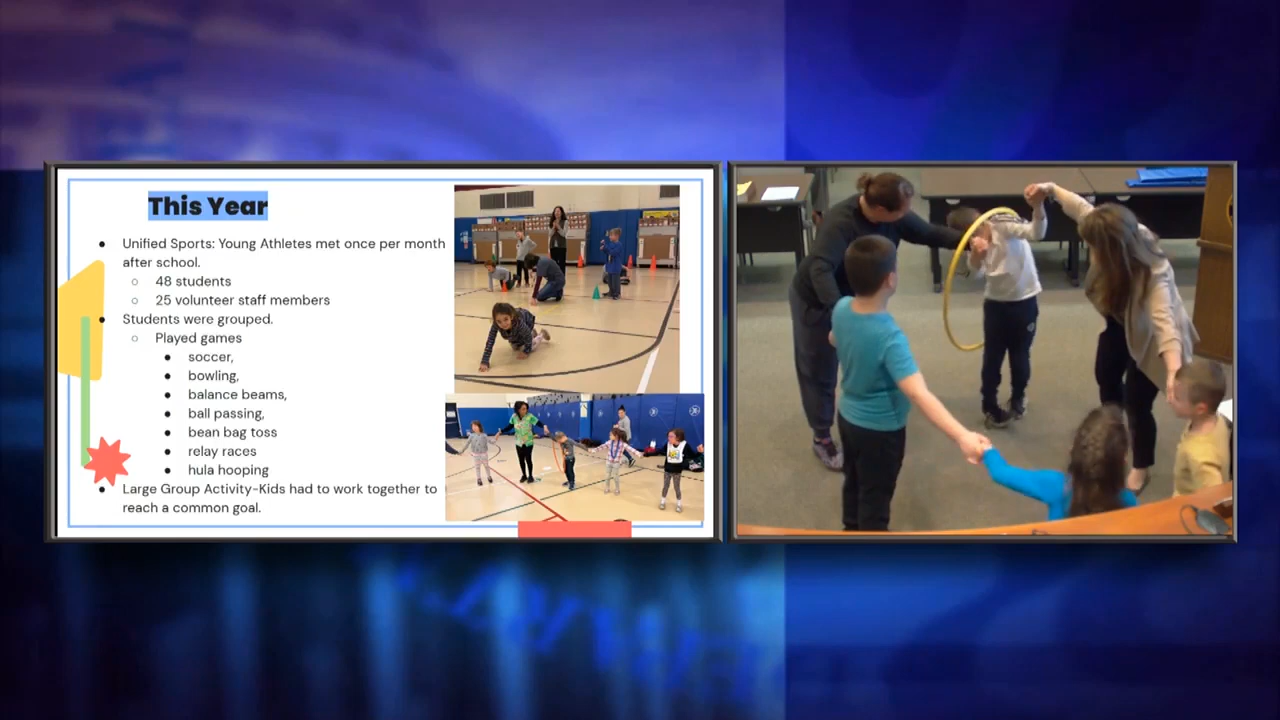 This Year
● Unified Sports: Young Athletes met once per month
after school.
○ 48 students
○ 25 volunteer staff members
● Students were grouped.
○ Played games
● soccer,
● bowling,
● balance beams,
● ball passing,
● bean bag toss
● relay races
● hula hooping
● Large Group Activity-Kids had to work together to
reach a common goal.